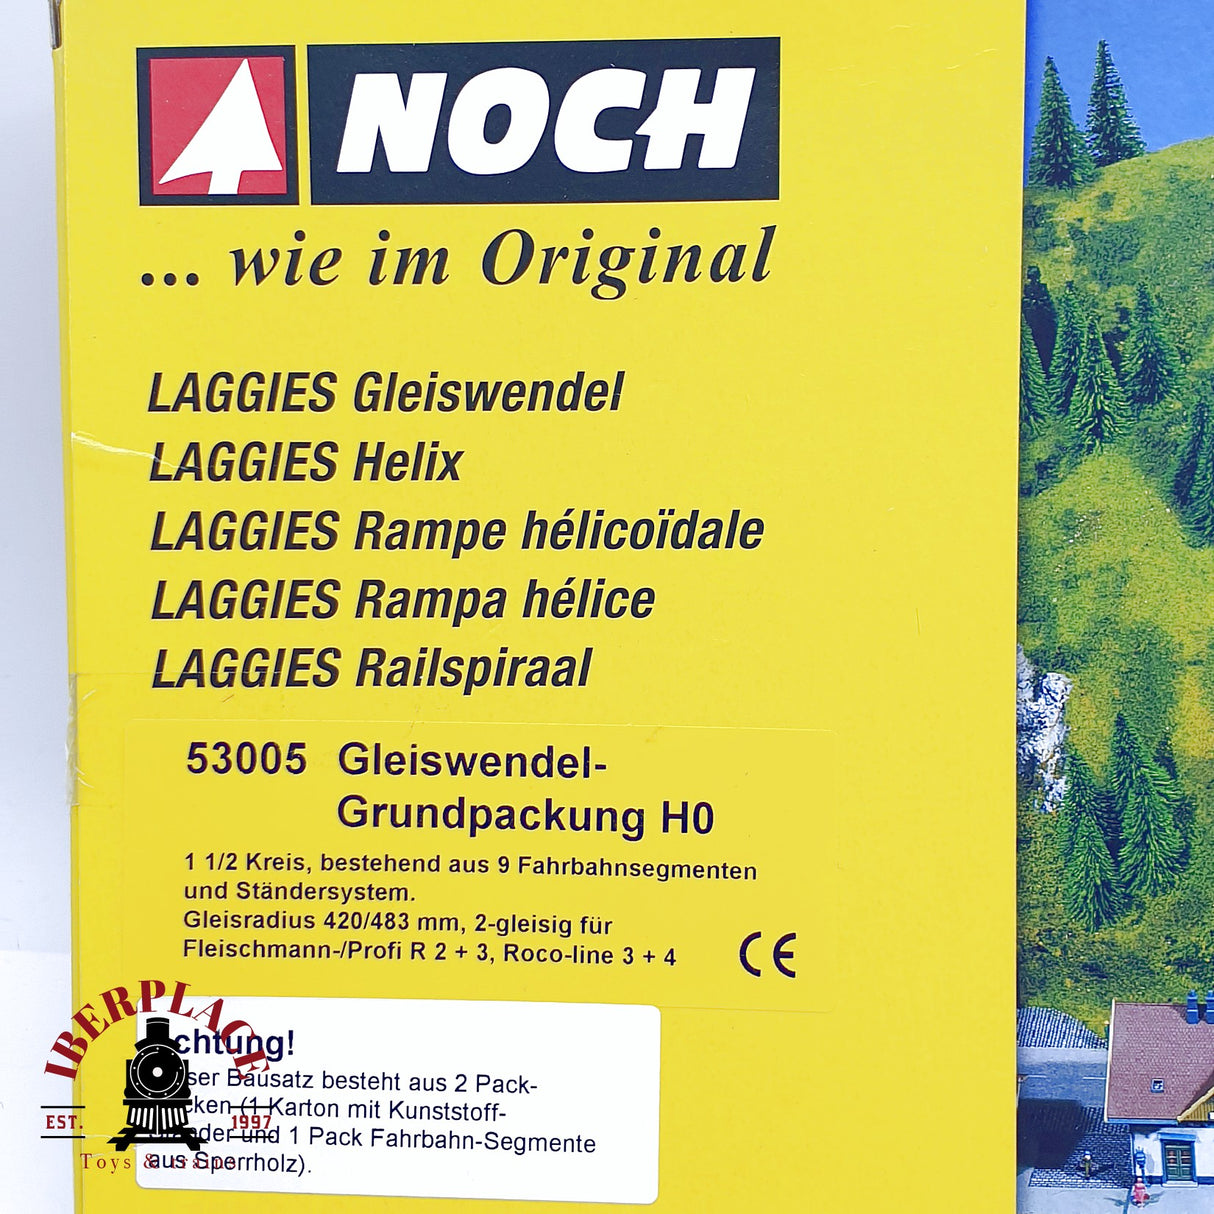 NOCH
... wie im Original
LAGGIES Gleiswendel
LAGGIES Helix
LAGGIES Rampe hélicoïdale
LAGGIES Rampa hélice
LAGGIES Railspiraal
53005 Gleiswendel-
Grundpackung H0
1 1/2 Kreis, bestehend aus 9 Fahrbahnsegmenten
und Ständersystem.
Gleisradius 420/483 mm, 2-gleisig für
Fleischmann-/Profi R 2 + 3, Roco-line 3 + 4
CE
chtung!
ser Bausatz besteht aus 2 Pack-
cken (1 Karton mit Kunststoff-
nder und 1 Pack Fahrbahn-Segmente
aus Sperrholz).
IBERPLACE
EST. 1997
Toys & trains